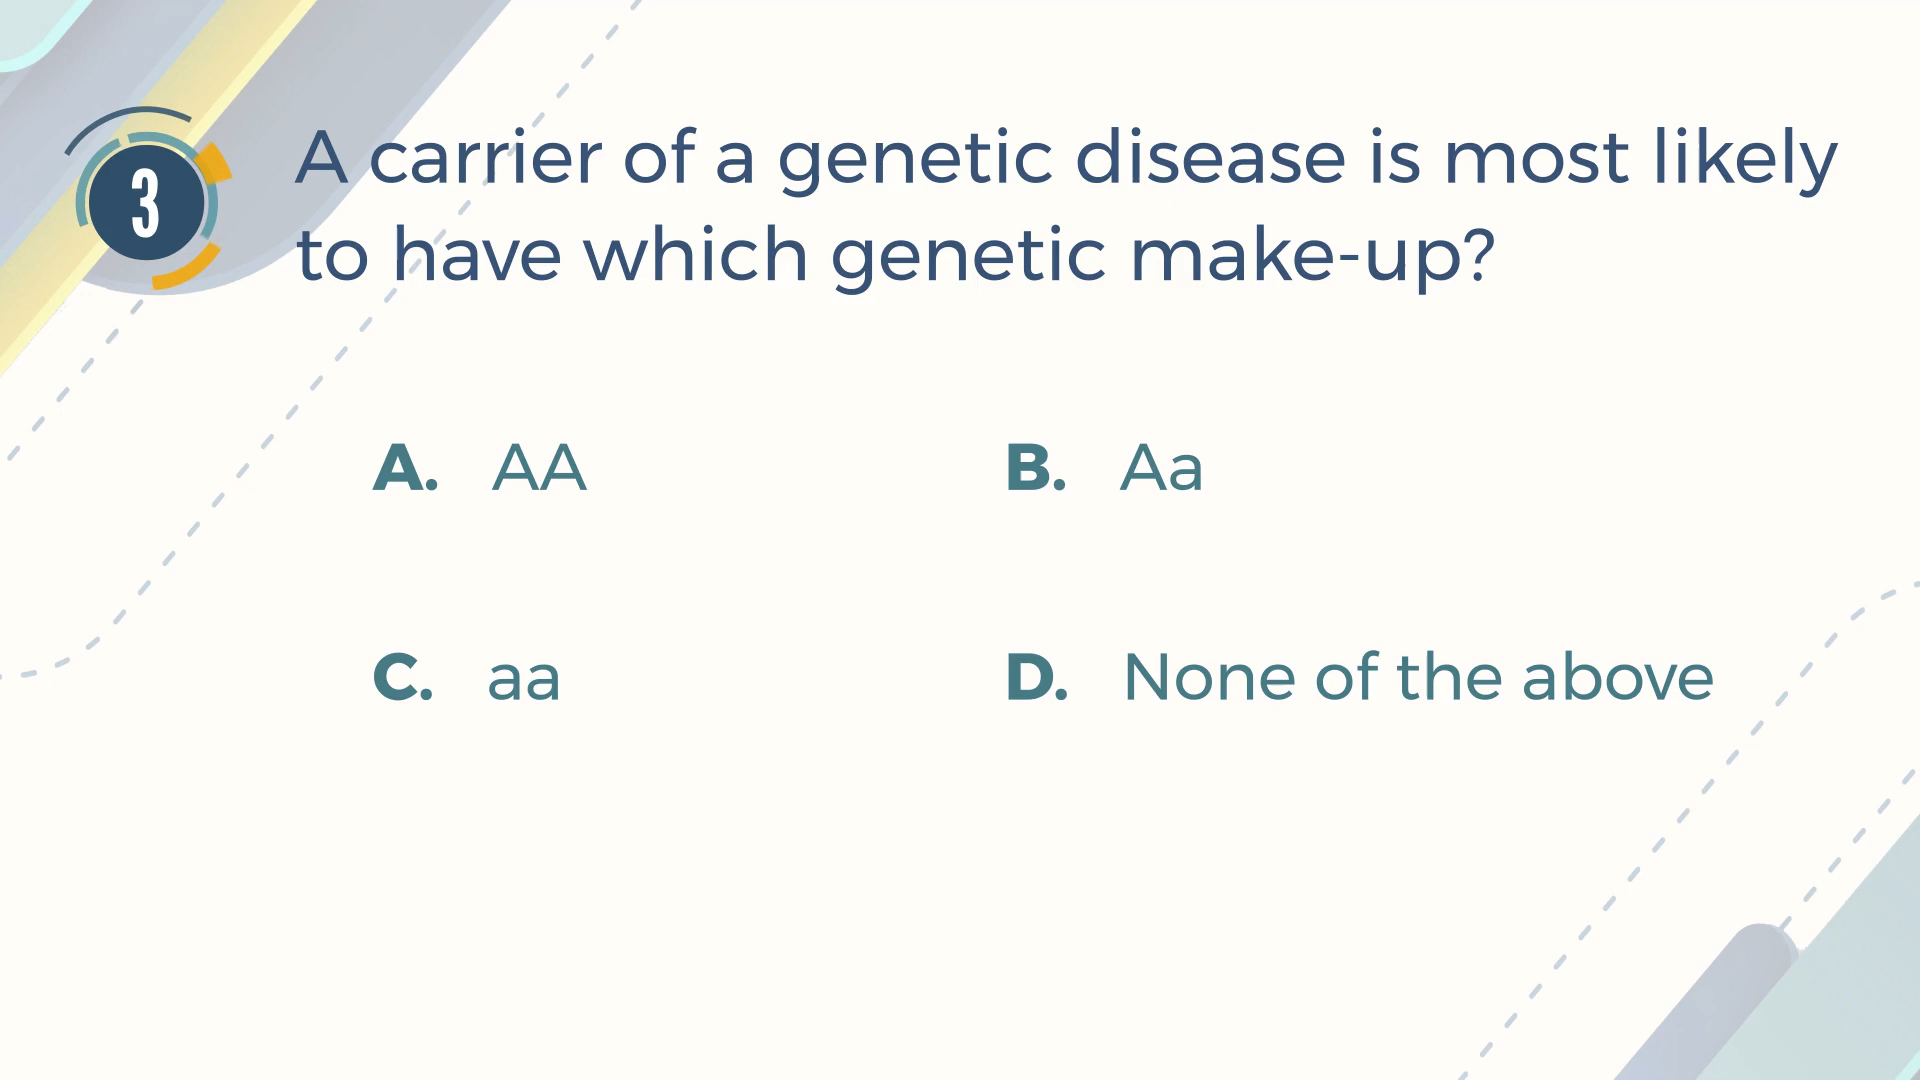 3
A carrier of a genetic disease is most likely
to have which genetic make-up?
A. AA
B. Aa
C. aa
D. None of the above